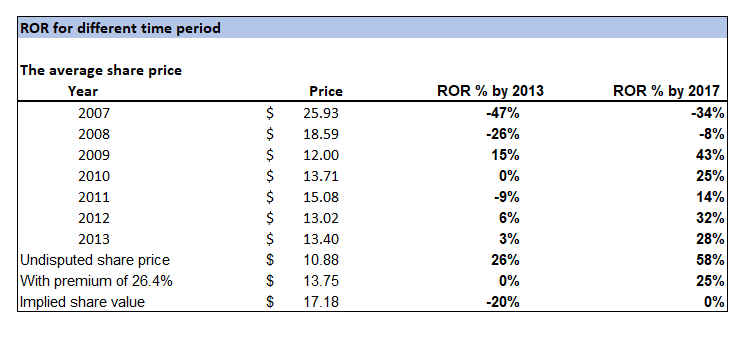 ROR for different time period
The average share price
Year Price ROR % by 2013 ROR % by 2017
2007 $ 25.93 -47% -34%
2008 $ 18.59 -26% -8%
2009 $ 12.00 15% 43%
2010 $ 13.71 0% 25%
2011 $ 15.08 -9% 14%
2012 $ 13.02 6% 32%
2013 $ 13.40 3% 28%
Undisputed share price $ 10.88 26% 58%
With premium of 26.4% $ 13.75 0% 25%
Implied share value $ 17.18 -20% 0%